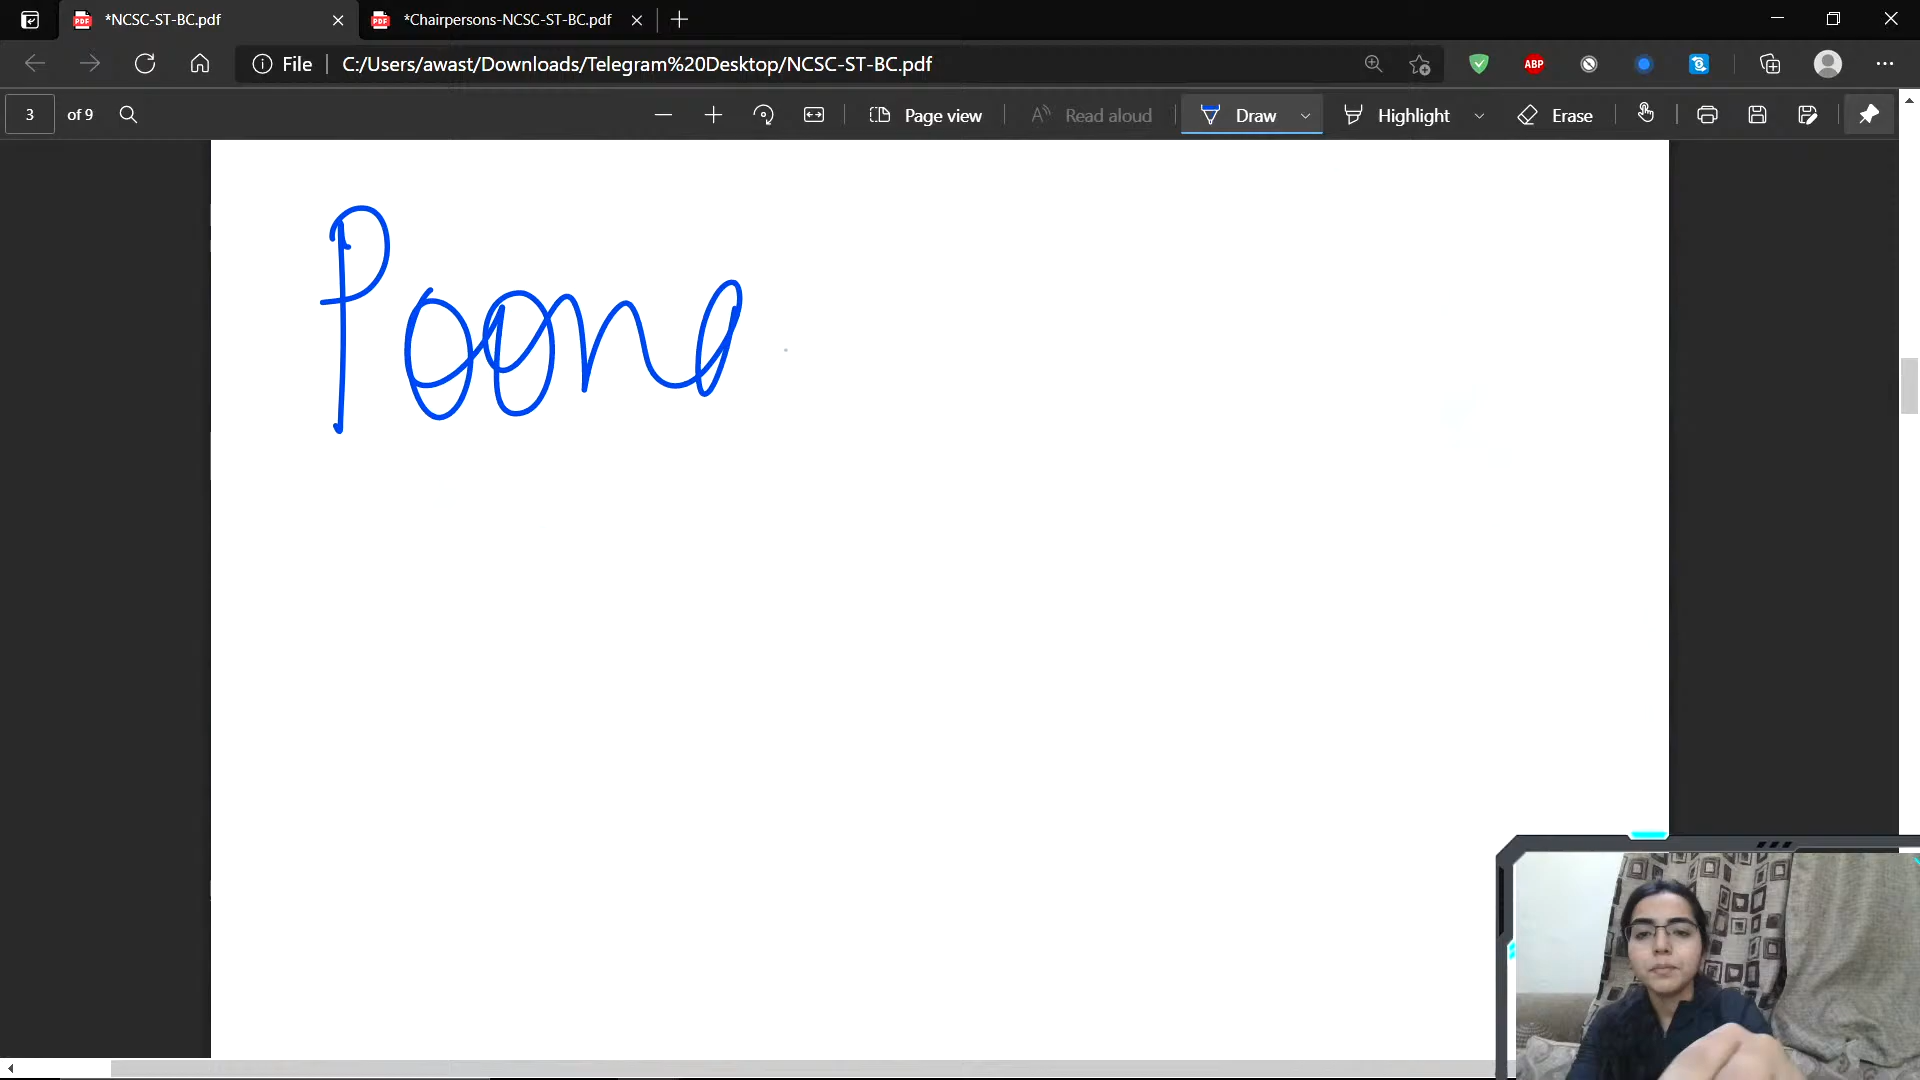 *NCSC-ST-BC.pdf
*Chairpersons-NCSC-ST-BC.pdf
File C:/Users/awast/Downloads/Telegram%20Desktop/NCSC-ST-BC.pdf
ABP
3 of 9 Page view Read aloud Draw Highlight Erase
Poona